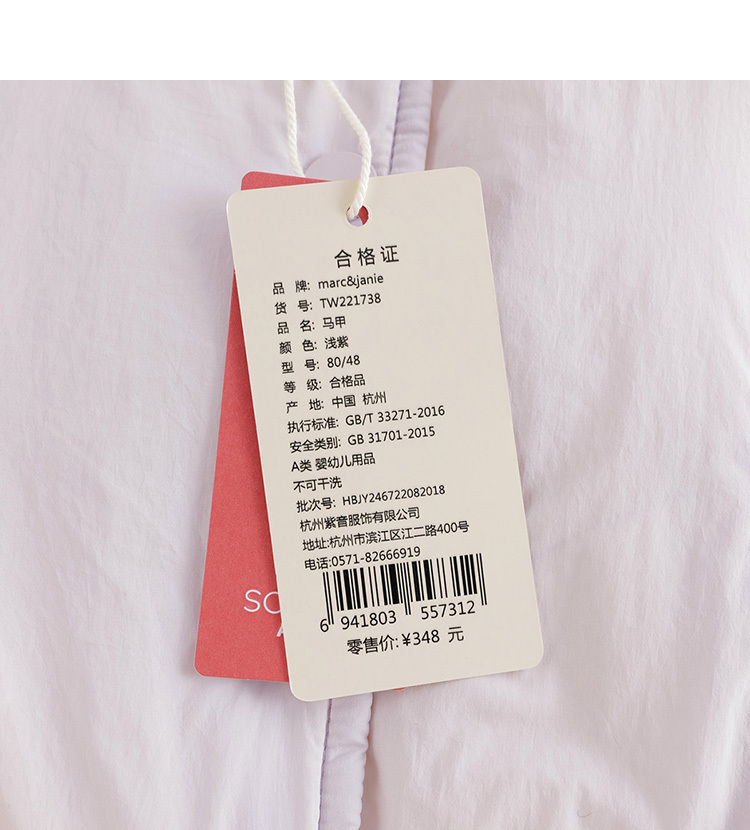 合格证
品 牌: marc&janie
货 号: TW221738
品 名: 马甲
颜 色: 浅紫
型 号: 80/48
等 级: 合格品
产 地: 中国 杭州
执行标准: GB/T 33271-2016
安全类别: GB 31701-2015
A类 婴幼儿用品
不可干洗
批次号: HBJY246722082018
杭州紫音服饰有限公司
地址:杭州市滨江区江二路400号
电话:0571-82666919
6 941803 557312
零售价:¥348 元
SO